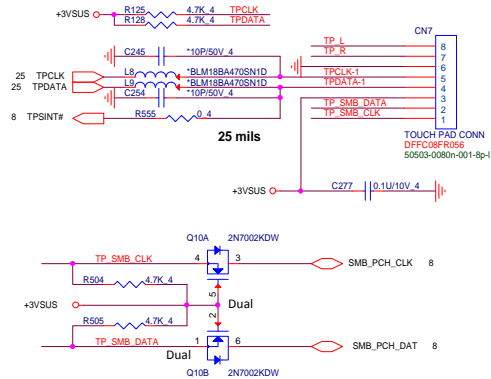 +3VSUS
R125 4.7K_4 TPCLK
R128 4.7K_4 TPDATA
CN7
C245 *10P/50V_4
TP_L 8
TP_R 7
6
25 TPCLK L8 *BLM18BA470SN1D TPCLK-1 5
25 TPDATA L9 *BLM18BA470SN1D TPDATA-1 4
C254 *10P/50V_4
3
TP_SMB_DATA 2
TP_SMB_CLK 1
8 TPSINT# R555 0_4
25 mils
TOUCH PAD CONN
DFFC08FR056
50503-0080n-001-8p-l
+3VSUS C277 0.1U/10V_4
Q10A 2N7002KDW
TP_SMB_CLK 4 3 SMB_PCH_CLK 8
R504 4.7K_4
5
Dual
+3VSUS
2
R505 4.7K_4
TP_SMB_DATA 1 6 SMB_PCH_DAT 8
Dual
Q10B 2N7002KDW